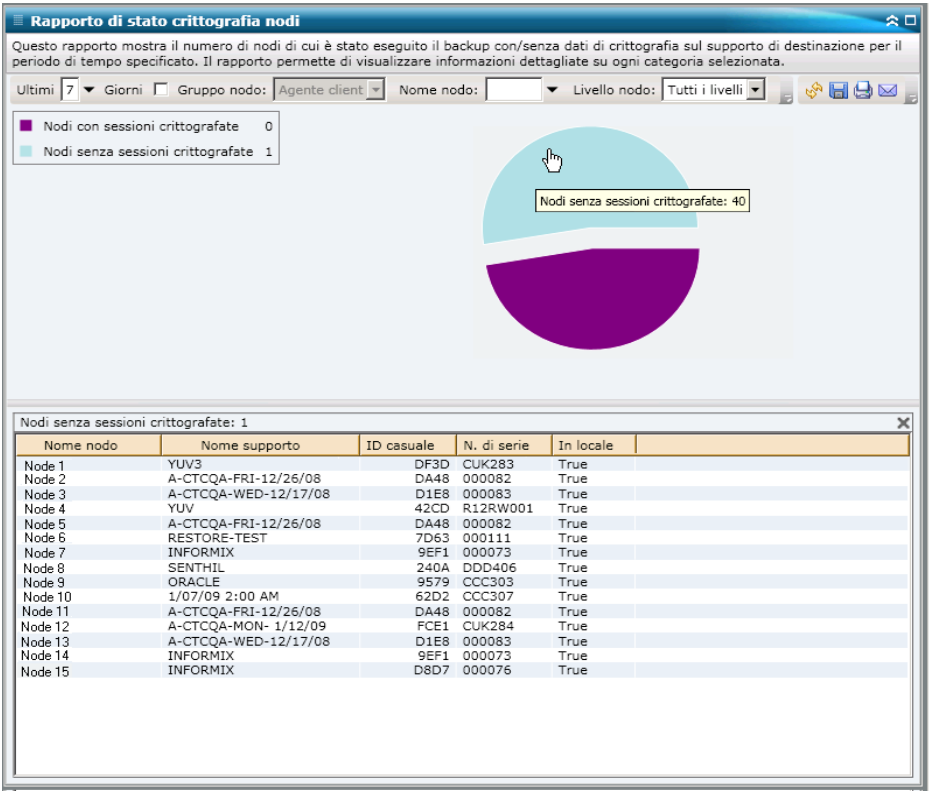 Rapporto di stato crittografia nodi
Questo rapporto mostra il numero di nodi di cui è stato eseguito il backup con/senza dati di crittografia sul supporto di destinazione per il
periodo di tempo specificato. Il rapporto permette di visualizzare informazioni dettagliate su ogni categoria selezionata.
Ultimi 7 Giorni Gruppo nodo: Agente client Nome nodo: Livello nodo: Tutti i livelli
Nodi con sessioni crittografate 0
Nodi senza sessioni crittografate 1
Nodi senza sessioni crittografate: 40
Nodi senza sessioni crittografate: 1
Nome nodo Nome supporto ID casuale N. di serie In locale
Node 1 YUV3 DF3D CUK283 True
Node 2 A-CTCQA-FRI-12/26/08 DA48 000082 True
Node 3 A-CTCQA-WED-12/17/08 D1E8 000083 True
Node 4 YUV 42CD R12RW001 True
Node 5 A-CTCQA-FRI-12/26/08 DA48 000082 True
Node 6 RESTORE-TEST 7D63 000111 True
Node 7 INFORMIX 9EF1 000073 True
Node 8 SENTHIL 240A DDD406 True
Node 9 ORACLE 9579 CCC303 True
Node 10 1/07/09 2:00 AM 62D2 CCC307 True
Node 11 A-CTCQA-FRI-12/26/08 DA48 000082 True
Node 12 A-CTCQA-MON- 1/12/09 FCE1 CUK284 True
Node 13 A-CTCQA-WED-12/17/08 D1E8 000083 True
Node 14 INFORMIX 9EF1 000073 True
Node 15 INFORMIX D8D7 000076 True